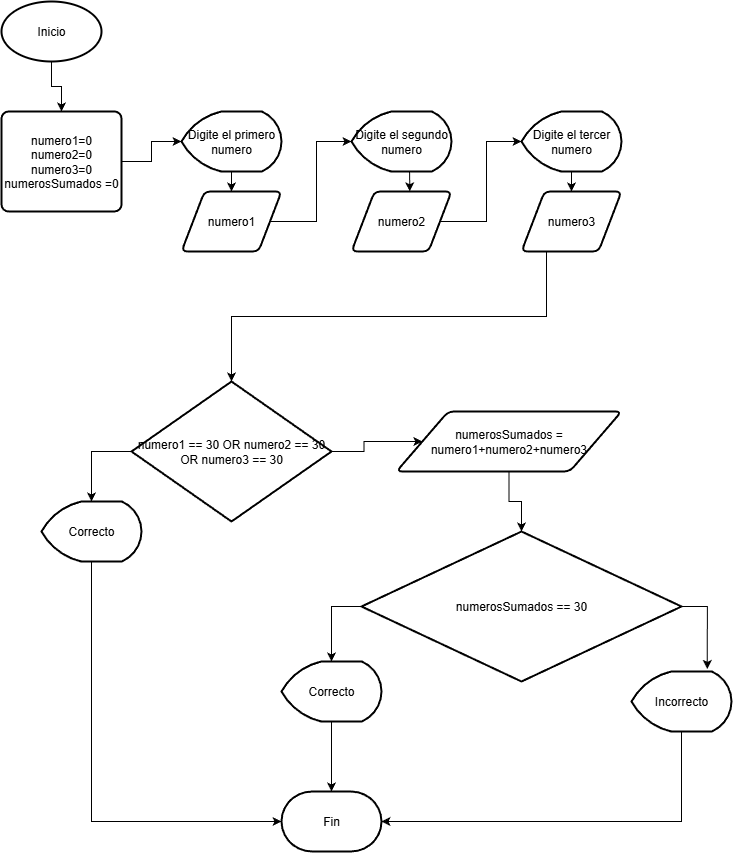 Inicio
numero1=0
numero2=0
numero3=0
numerosSumados =0
Digite el primero
numero
Digite el segundo
numero
Digite el tercer
numero
numero1
numero2
numero3
numero1 == 30 OR numero2 == 30
OR numero3 == 30
numerosSumados =
numero1+numero2+numero3
Correcto
numerosSumados == 30
Correcto
Incorrecto
Fin